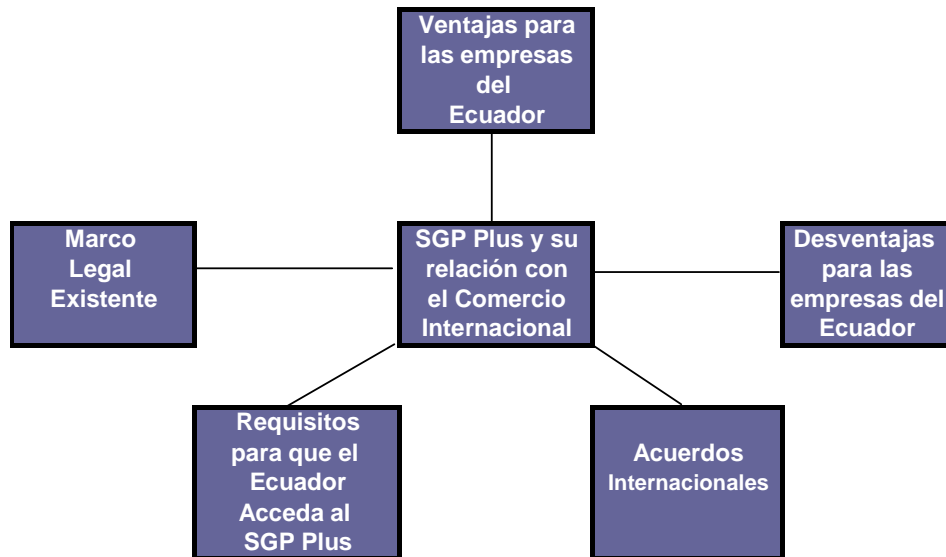 Ventajas para
las empresas
del
Ecuador
Marco
Legal
Existente
SGP Plus y su
relación con
el Comercio
Internacional
Desventajas
para las
empresas del
Ecuador
Requisitos
para que el
Ecuador
Acceda al
SGP Plus
Acuerdos
Internacionales